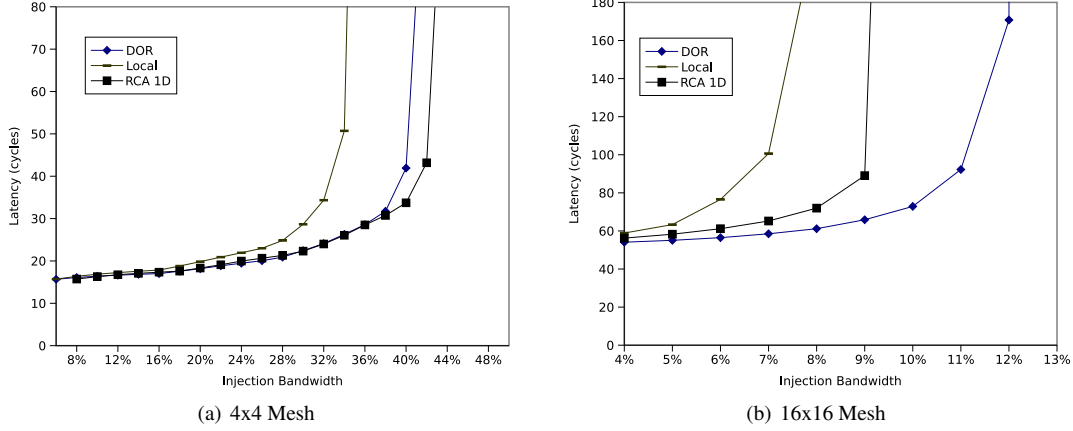 80
70
60
50
40
30
20
10
0
Latency (cycles)
DOR
Local
RCA 1D
8% 12% 16% 20% 24% 28% 32% 36% 40% 44% 48%
Injection Bandwidth
(a) 4x4 Mesh
180
160
140
120
100
80
60
40
20
0
Latency (cycles)
DOR
Local
RCA 1D
4% 5% 6% 7% 8% 9% 10% 11% 12% 13%
Injection Bandwidth
(b) 16x16 Mesh